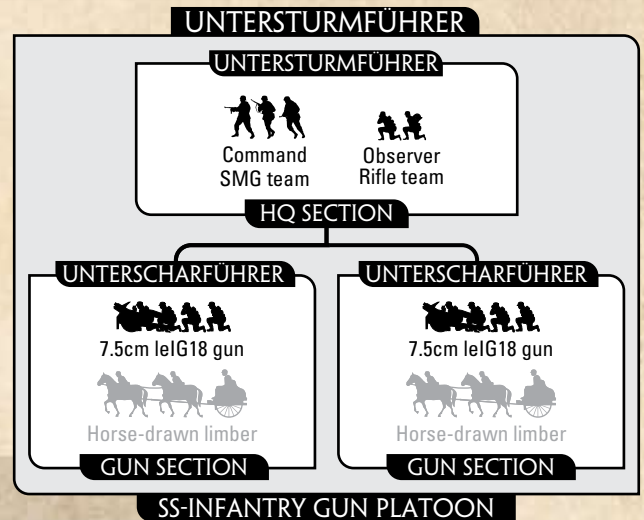 UNTERSTURMFÜHRER
UNTERSTURMFÜHRER
Command
SMG team
Observer
Rifle team
HQ SECTION
UNTERSCHARFÜHRER
7.5cm leIG18 gun
Horse-drawn limber
GUN SECTION
UNTERSCHARFÜHRER
7.5cm leIG18 gun
Horse-drawn limber
GUN SECTION
SS-INFANTRY GUN PLATOON